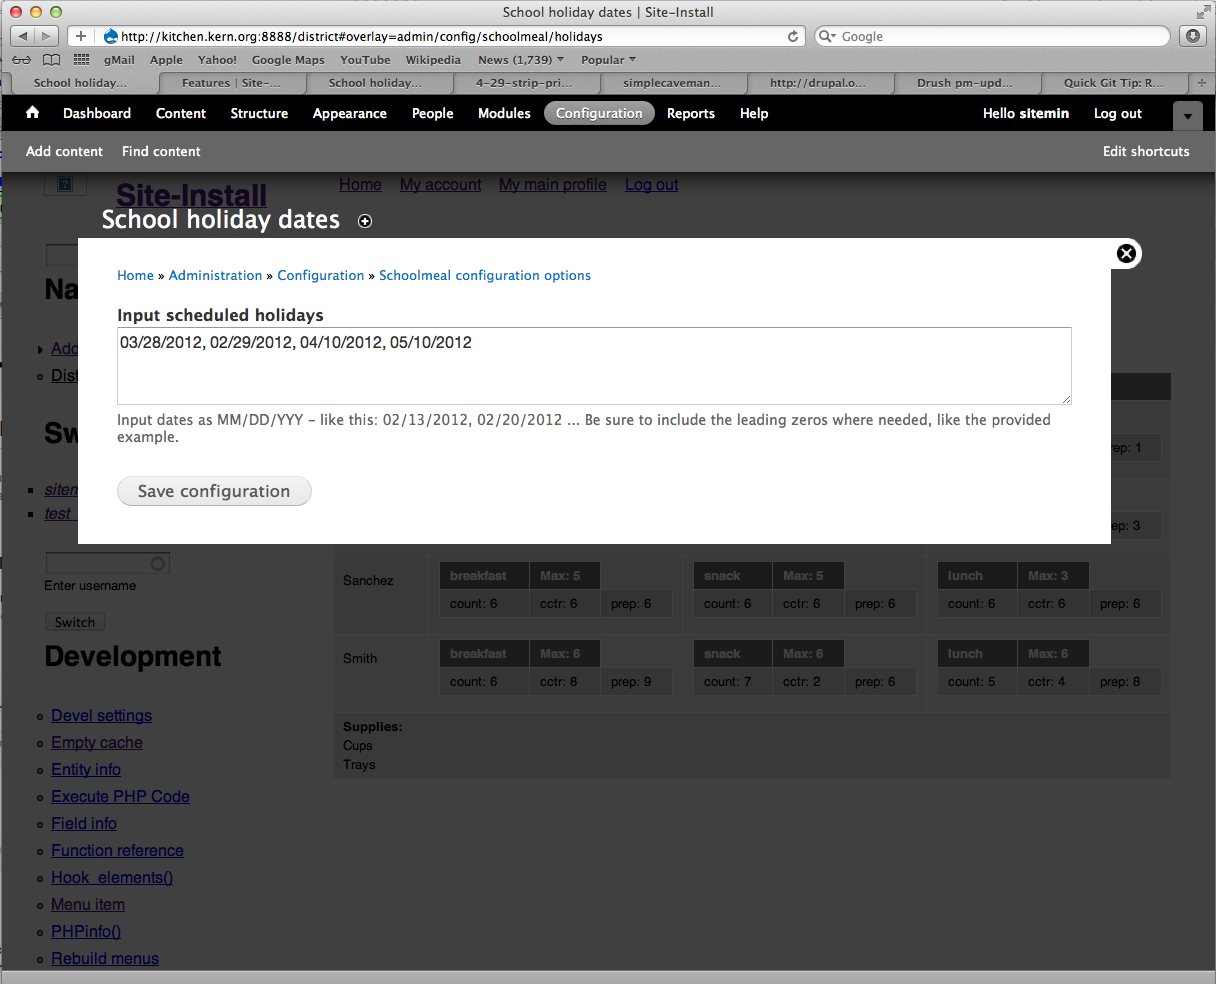 School holiday dates | Site-Install
http://kitchen.kern.org:8888/district#overlay=admin/config/schoolmeal/holidays
Google
gMail Apple Yahoo! Google Maps YouTube Wikipedia News (1,739) Popular
School holiday... Features | Site-... School holiday... 4-29-strip-pri... simplecaveman... http://drupal.o... Drush pm-upd... Quick Git Tip: R...
Dashboard Content Structure Appearance People Modules Configuration Reports Help Hello sitemin Log out
Add content Find content Edit shortcuts
Site-Install Home My account My main profile Log out
School holiday dates
Home » Administration » Configuration » Schoolmeal configuration options
Na
Input scheduled holidays
03/28/2012, 02/29/2012, 04/10/2012, 05/10/2012
Add
Dist
Input dates as MM/DD/YYY - like this: 02/13/2012, 02/20/2012 ... Be sure to include the leading zeros where needed, like the provided
example.
Sw
rep: 1
Save configuration
sitem
test_
ep: 3
Enter username
Switch
Sanchez
breakfast Max: 5 snack Max: 5 lunch Max: 3
count: 6 cctr: 6 prep: 6 count: 6 cctr: 6 prep: 6 count: 6 cctr: 6 prep: 6
Smith
breakfast Max: 6 snack Max: 6 lunch Max: 6
count: 6 cctr: 8 prep: 9 count: 7 cctr: 2 prep: 6 count: 5 cctr: 4 prep: 8
Supplies:
Cups
Trays
Development
Devel settings
Empty cache
Entity info
Execute PHP Code
Field info
Function reference
Hook_elements()
Menu item
PHPinfo()
Rebuild menus